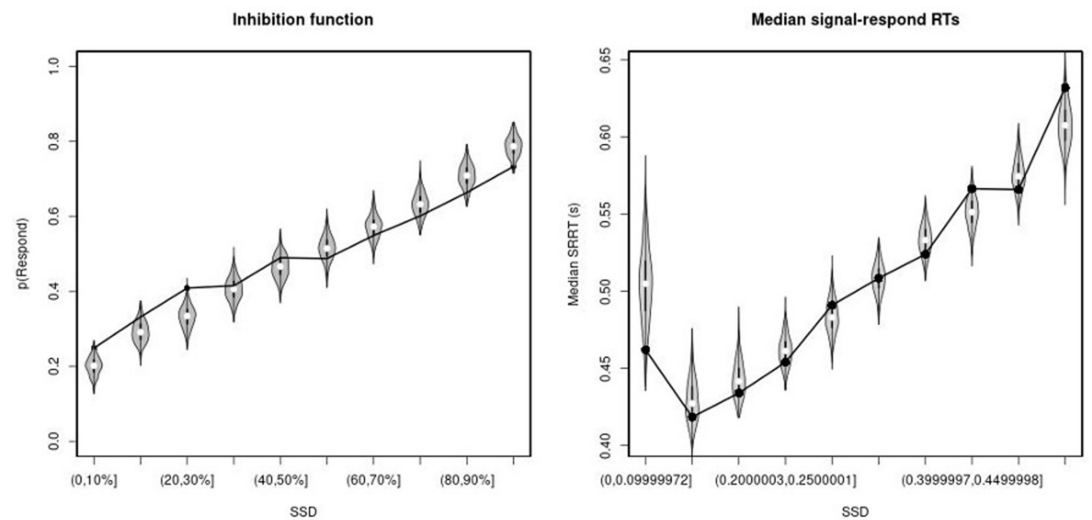 Inhibition function
p(Respond)
1.0
0.8
0.6
0.4
0.2
0.0
(0,10%] (20,30%] (40,50%] (60,70%] (80,90%]
SSD
Median signal-respond RTs
Median SRRT (s)
0.65
0.60
0.55
0.50
0.45
0.40
(0,0.09999972] (0.2000003,0.2500001] (0.3999997,0.4499998]
SSD